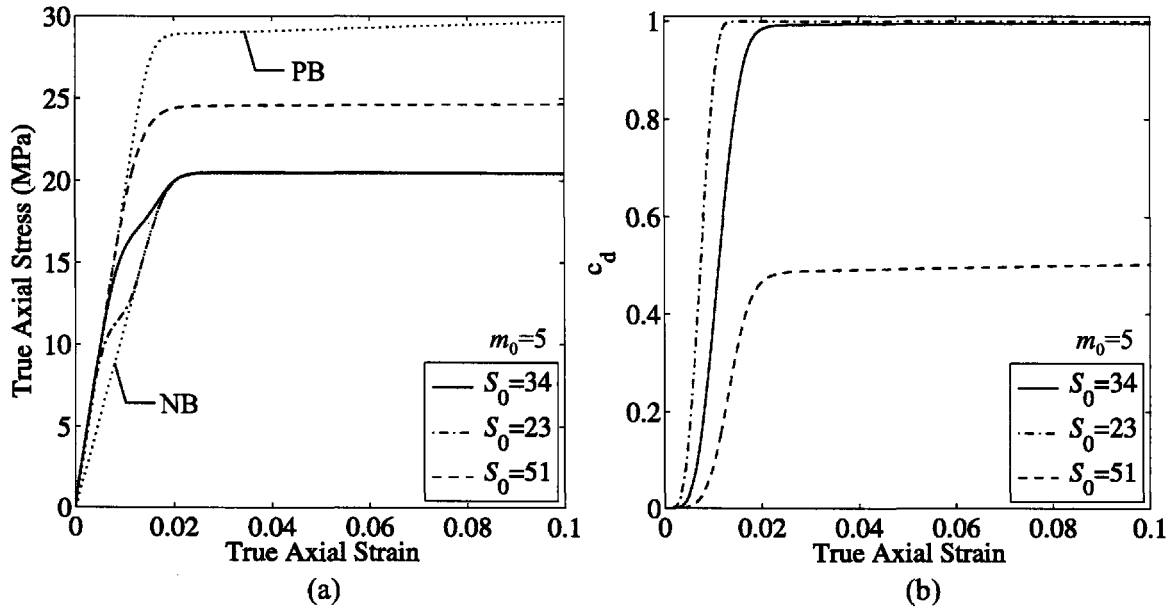 30
25
20
15
10
5
0
True Axial Stress (MPa)
PB
NB
m0=5
S0=34
S0=23
S0=51
0 0.02 0.04 0.06 0.08 0.1
True Axial Strain
(a)
1
0.8
0.6
0.4
0.2
0
cd
m0=5
S0=34
S0=23
S0=51
0 0.02 0.04 0.06 0.08 0.1
True Axial Strain
(b)